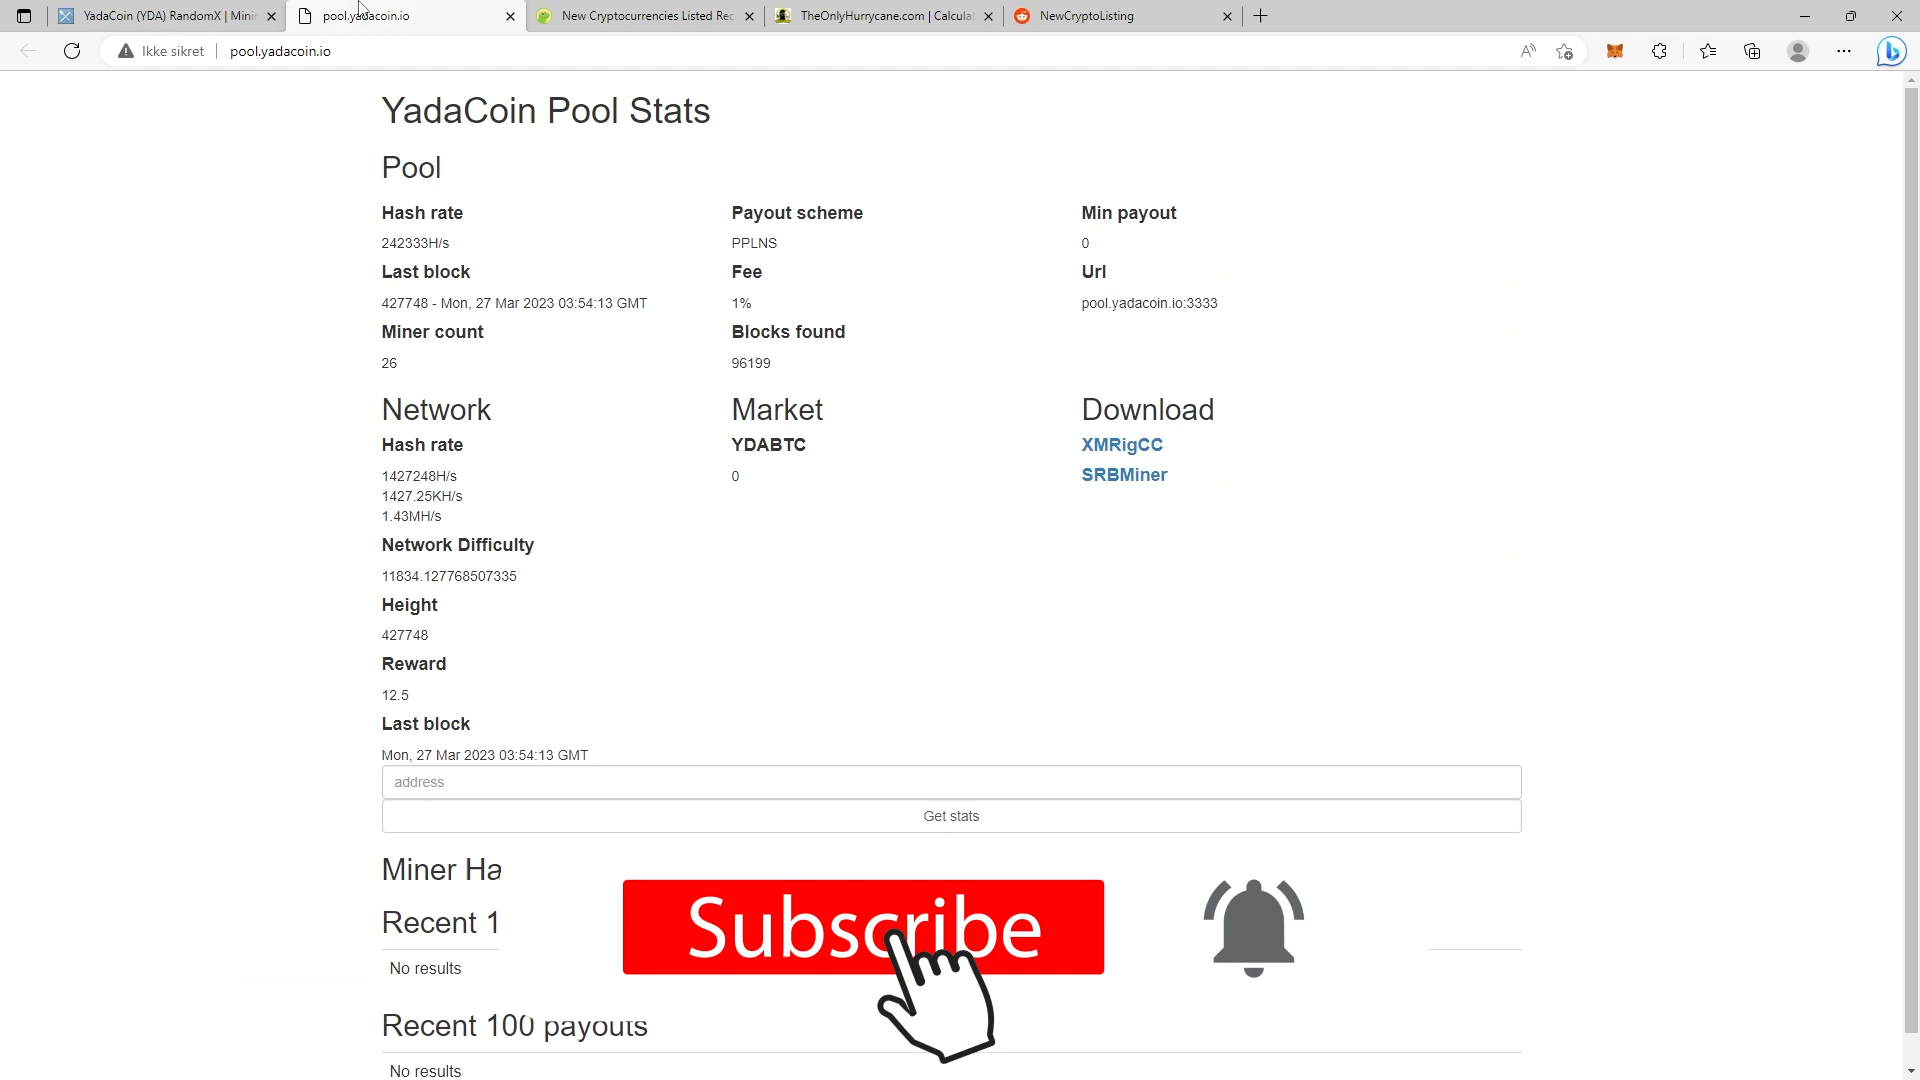 YadaCoin (YDA) RandomX | Mini
pool.yadacoin.io
New Cryptocurrencies Listed Rec
TheOnlyHurrycane.com | Calculat
NewCryptoListing
Ikke sikret
pool.yadacoin.io
YadaCoin Pool Stats
Pool
Hash rate
Payout scheme
Min payout
242333H/s
PPLNS
0
Last block
Fee
Url
427748 - Mon, 27 Mar 2023 03:54:13 GMT
1%
pool.yadacoin.io:3333
Miner count
Blocks found
26
96199
Network
Market
Download
Hash rate
YDABTC
XMRigCC
1427248H/s
0
SRBMiner
1427.25KH/s
1.43MH/s
Network Difficulty
11834.127768507335
Height
427748
Reward
12.5
Last block
Mon, 27 Mar 2023 03:54:13 GMT
address
Get stats
Miner Ha
Subscribe
Recent 1
No results
Recent 100 payouts
No results